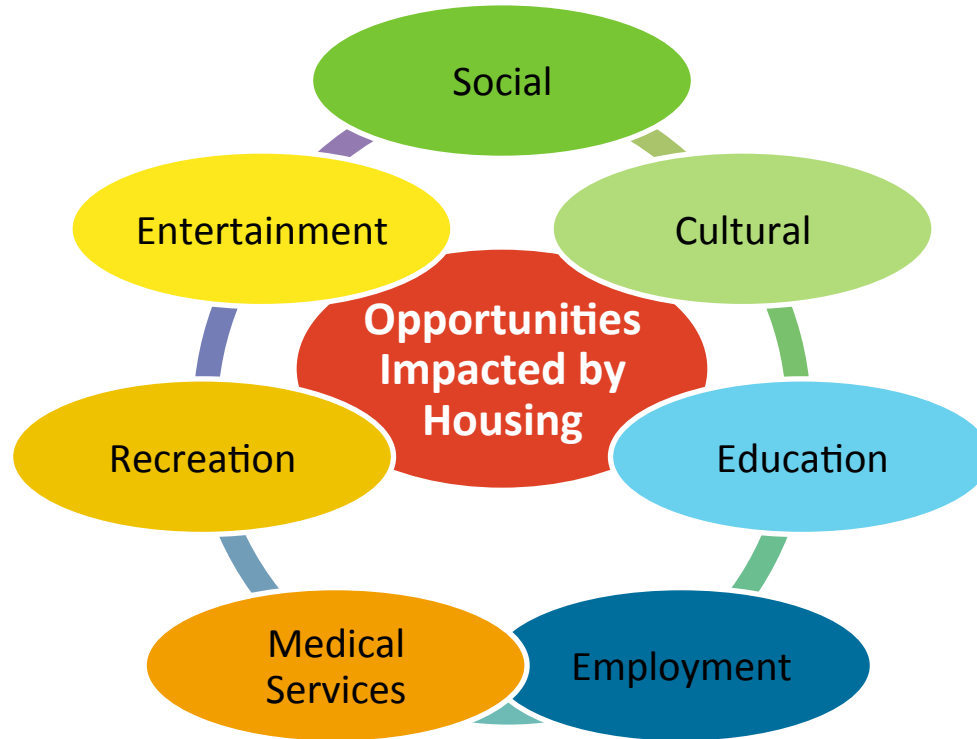 Social
Entertainment
Cultural
Opportunities
Impacted by
Housing
Recreation
Education
Medical
Services
Employment